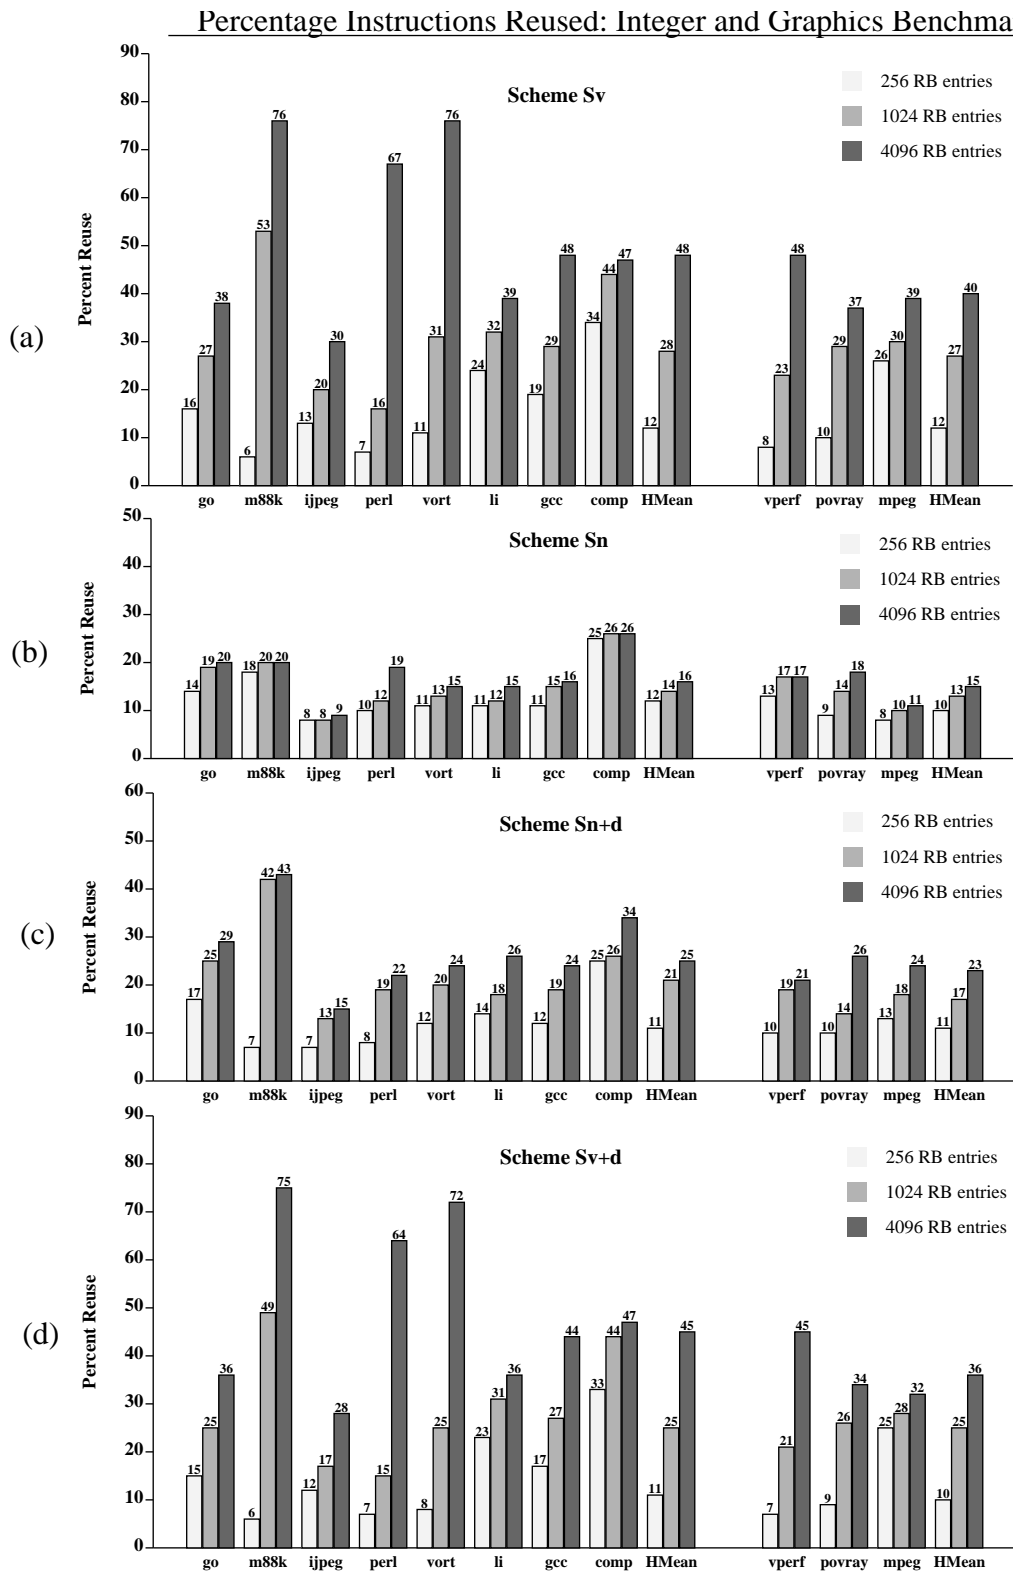 Percentage Instructions Reused: Integer and Graphics Benchma
(a)
Scheme Sv
256 RB entries
1024 RB entries
4096 RB entries
Percent Reuse
90
80
70
60
50
40
30
20
10
0
16 27 38 6 53 76 13 20 30 7 16 67 11 31 76 24 32 39 19 29 48 34 44 47 12 28 48 8 23 48 10 29 37 26 30 39 12 27 40
go m88k ijpeg perl vort li gcc comp HMean vperf povray mpeg HMean
(b)
Scheme Sn
256 RB entries
1024 RB entries
4096 RB entries
Percent Reuse
50
40
30
20
10
0
14 19 20 18 20 20 8 8 9 10 12 19 11 13 15 11 12 15 11 15 16 25 26 26 12 14 16 13 17 17 9 14 18 8 10 11 10 13 15
go m88k ijpeg perl vort li gcc comp HMean vperf povray mpeg HMean
(c)
Scheme Sn+d
256 RB entries
1024 RB entries
4096 RB entries
Percent Reuse
60
50
40
30
20
10
0
17 25 29 7 42 43 7 13 15 8 19 22 12 20 24 14 18 26 12 19 24 25 26 34 11 21 25 10 19 21 10 14 26 13 18 24 11 17 23
go m88k ijpeg perl vort li gcc comp HMean vperf povray mpeg HMean
(d)
Scheme Sv+d
256 RB entries
1024 RB entries
4096 RB entries
Percent Reuse
90
80
70
60
50
40
30
20
10
0
15 25 36 6 49 75 12 17 28 7 15 64 8 25 72 23 31 36 17 27 44 33 44 47 11 25 45 7 21 45 9 26 34 25 28 32 10 25 36
go m88k ijpeg perl vort li gcc comp HMean vperf povray mpeg HMean